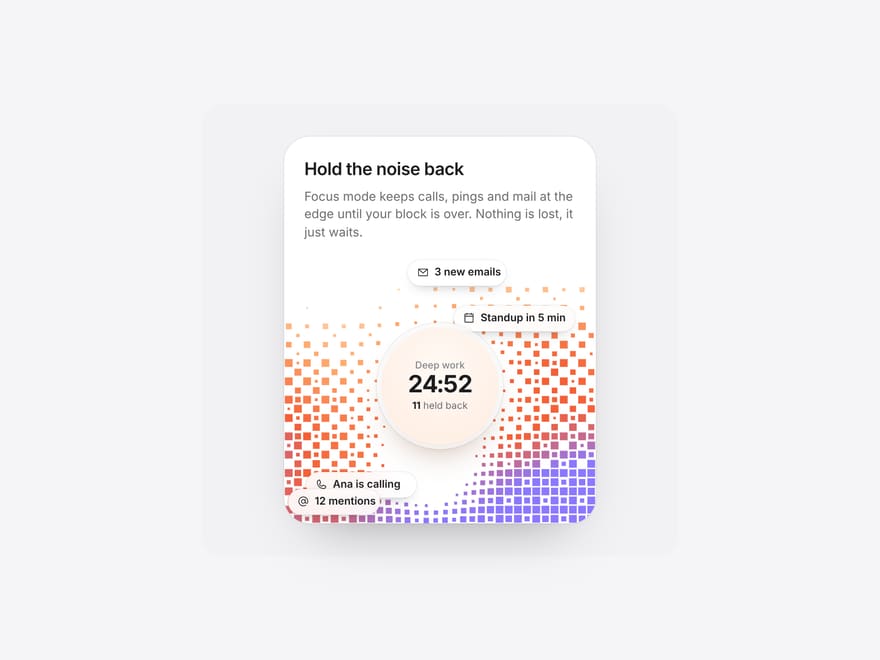 Hold the noise back
Focus mode keeps calls, pings and mail at the
edge until your block is over. Nothing is lost, it
just waits.
3 new emails
Standup in 5 min
Deep work
24:52
11 held back
Ana is calling
12 mentions